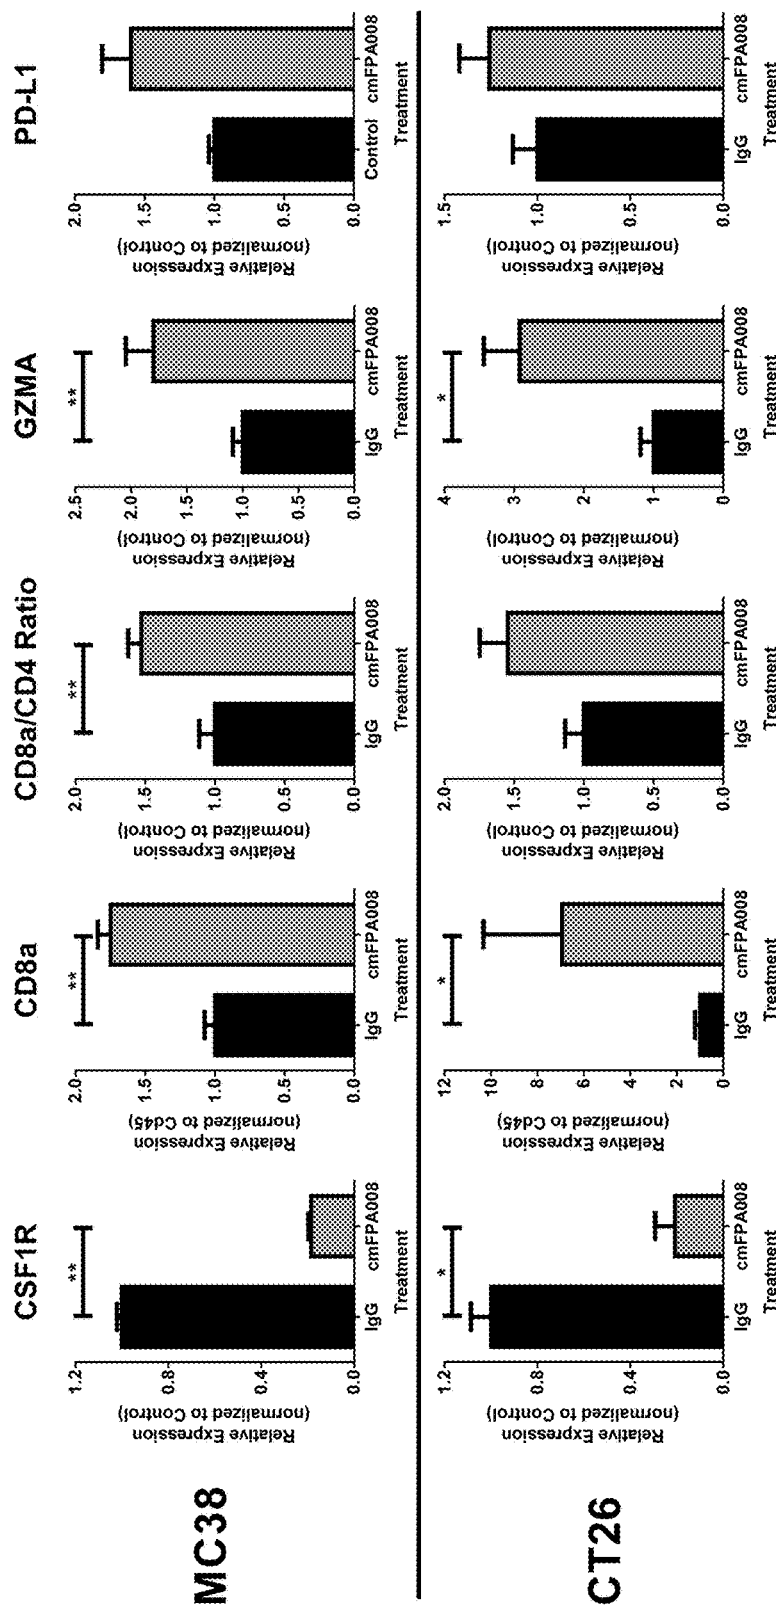 CSF1R
CD8a
CD8a/CD4 Ratio
GZMA
PD-L1
MC38
Relative Expression
(normalized to Control)
1.2
0.8
0.4
0.0
**
IgG
cmFPA008
Treatment
Relative Expression
(normalized to Cd45)
2.0
1.5
1.0
0.5
0.0
**
IgG
cmFPA008
Treatment
Relative Expression
(normalized to Control)
2.0
1.5
1.0
0.5
0.0
**
IgG
cmFPA008
Treatment
Relative Expression
(normalized to Control)
2.5
2.0
1.5
1.0
0.5
0.0
**
IgG
cmFPA008
Treatment
Relative Expression
(normalized to Control)
2.0
1.5
1.0
0.5
0.0
Control
cmFPA008
Treatment
CT26
Relative Expression
(normalized to Control)
1.2
0.8
0.4
0.0
*
IgG
cmFPA008
Treatment
Relative Expression
(normalized to Cd45)
12
10
8
6
4
2
0
*
IgG
cmFPA008
Treatment
Relative Expression
(normalized to Control)
2.0
1.5
1.0
0.5
0.0
IgG
cmFPA008
Treatment
Relative Expression
(normalized to Control)
4
3
2
1
0
*
IgG
cmFPA008
Treatment
Relative Expression
(normalized to Control)
1.5
1.0
0.5
0.0
IgG
cmFPA008
Treatment